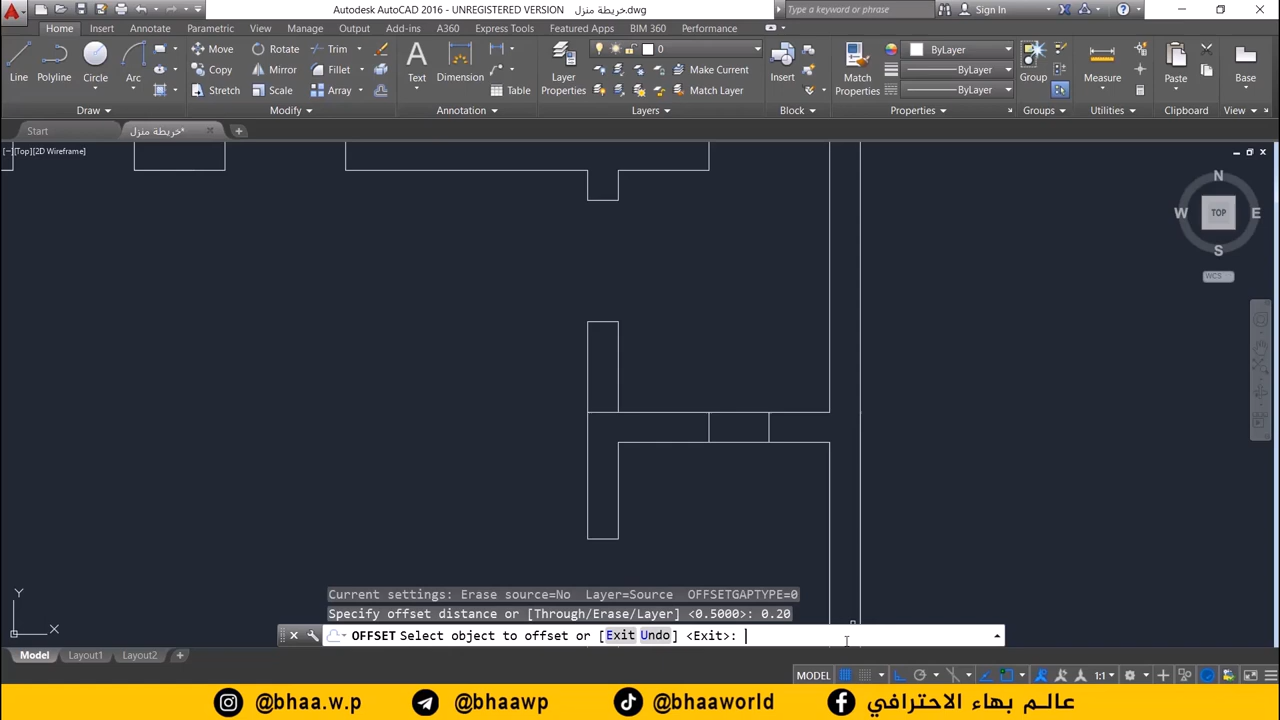 Autodesk AutoCAD 2016 - UNREGISTERED VERSION خريطة منزل.dwg
Type a keyword or phrase
Sign In
Home Insert Annotate Parametric View Manage Output Add-ins A360 Express Tools Featured Apps BIM 360 Performance
Line Polyline Circle Arc
Move Rotate Trim
Copy Mirror Fillet
Stretch Scale Array
Text Dimension Table
Layer Properties
0
Make Current
Match Layer
Insert
Match Properties
ByLayer
ByLayer
ByLayer
Group Measure Paste Base
Draw Modify Annotation Layers Block Properties Groups Utilities Clipboard View
Start خريطة منزل*
[−][Top][2D Wireframe]
N
W TOP E
S
WCS
Y
X
Current settings: Erase source=No Layer=Source OFFSETGAPTYPE=0
Specify offset distance or [Through/Erase/Layer] <0.5000>: 0.20
OFFSET Select object to offset or [Exit Undo] <Exit>:
Model Layout1 Layout2
MODEL 1:1
@bhaa.w.p @bhaawp @bhaaworld عالم بهاء الاحترافي